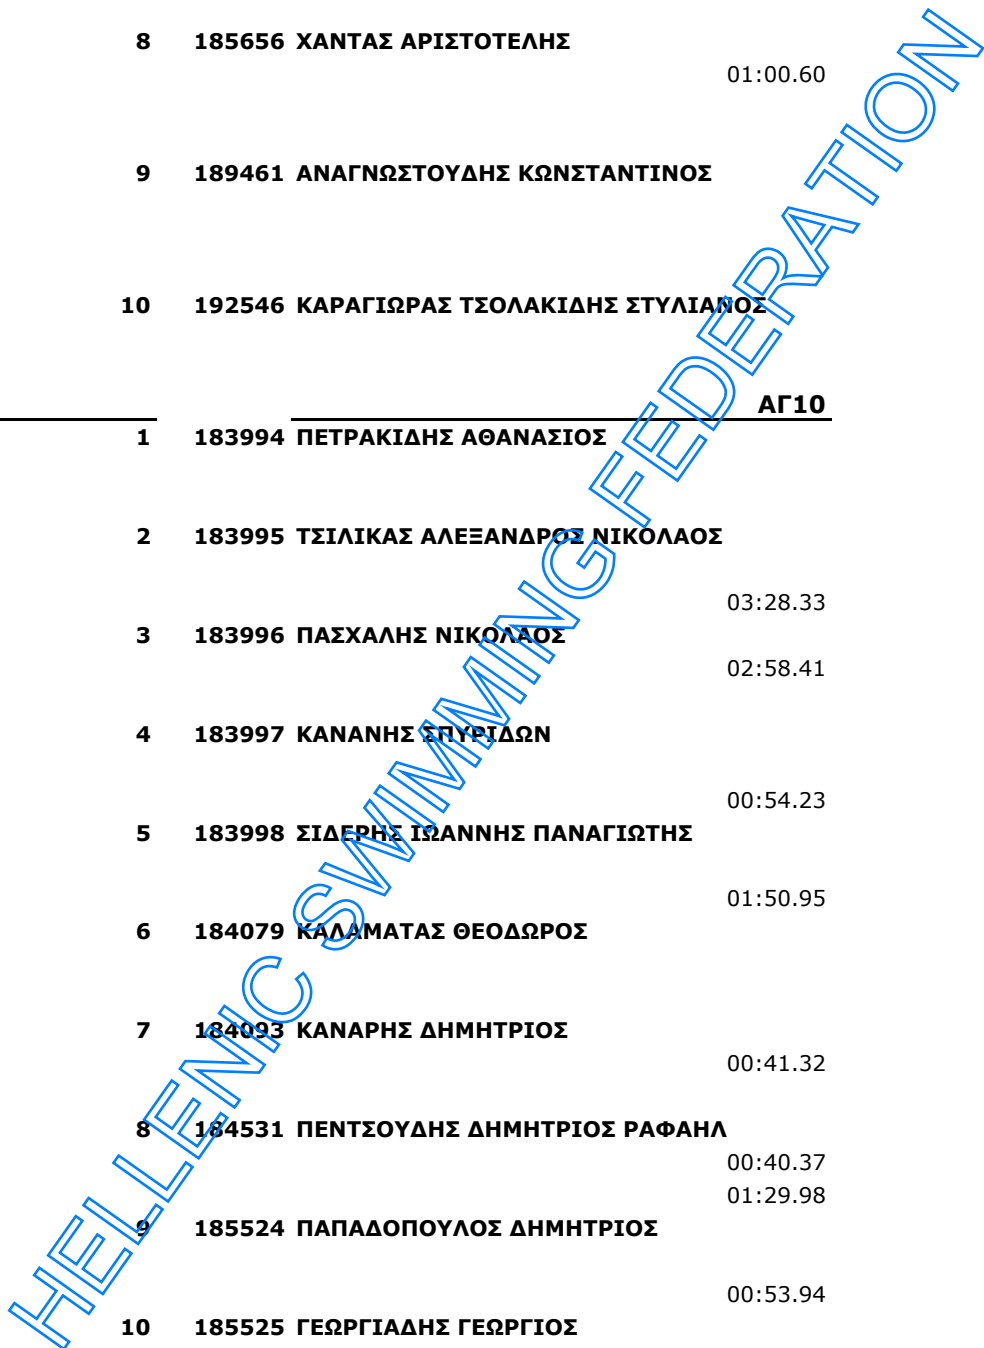 8 185656 ΧΑΝΤΑΣ ΑΡΙΣΤΟΤΕΛΗΣ
01:00.60
9 189461 ΑΝΑΓΝΩΣΤΟΥΔΗΣ ΚΩΝΣΤΑΝΤΙΝΟΣ
10 192546 ΚΑΡΑΓΙΩΡΑΣ ΤΣΟΛΑΚΙΔΗΣ ΣΤΥΛΙΑΝΟΣ
ΑΓ10
1 183994 ΠΕΤΡΑΚΙΔΗΣ ΑΘΑΝΑΣΙΟΣ
2 183995 ΤΣΙΛΙΚΑΣ ΑΛΕΞΑΝΔΡΟΣ ΝΙΚΟΛΑΟΣ
03:28.33
3 183996 ΠΑΣΧΑΛΗΣ ΝΙΚΟΛΑΟΣ
02:58.41
4 183997 ΚΑΝΑΝΗΣ ΣΠΥΡΙΔΩΝ
00:54.23
5 183998 ΣΙΔΕΡΗΣ ΙΩΑΝΝΗΣ ΠΑΝΑΓΙΩΤΗΣ
01:50.95
6 184079 ΚΑΛΑΜΑΤΑΣ ΘΕΟΔΩΡΟΣ
7 184093 ΚΑΝΑΡΗΣ ΔΗΜΗΤΡΙΟΣ
00:41.32
8 184531 ΠΕΝΤΣΟΥΔΗΣ ΔΗΜΗΤΡΙΟΣ ΡΑΦΑΗΛ
00:40.37
01:29.98
9 185524 ΠΑΠΑΔΟΠΟΥΛΟΣ ΔΗΜΗΤΡΙΟΣ
00:53.94
10 185525 ΓΕΩΡΓΙΑΔΗΣ ΓΕΩΡΓΙΟΣ
HELLENIC SWIMMING FEDERATION